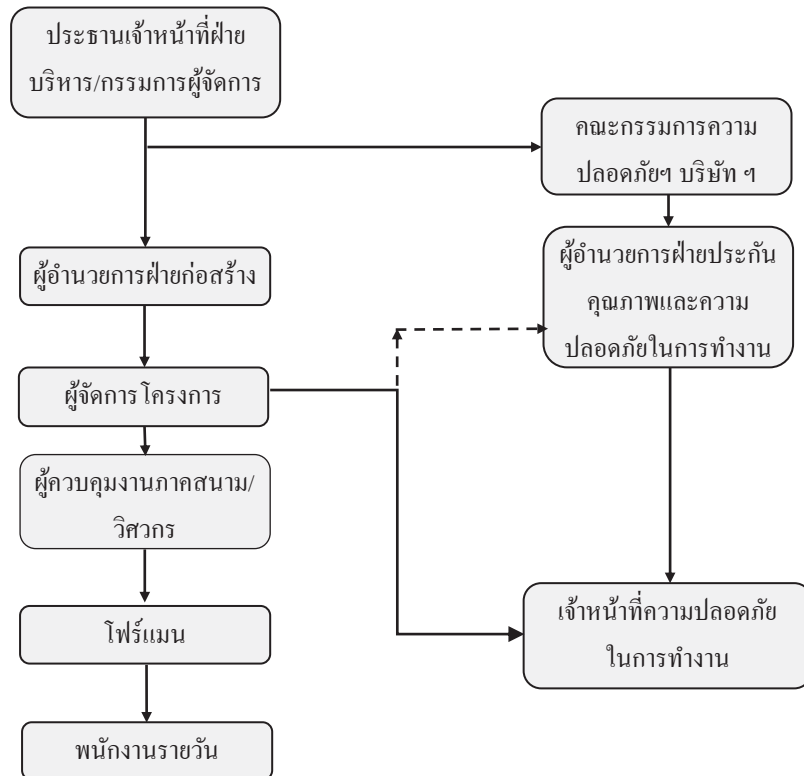 ประธานเจ้าหน้าที่ฝ่าย
บริหาร/กรรมการผู้จัดการ
คณะกรรมการความ
ปลอดภัยฯ บริษัท ฯ
ผู้อำนวยการฝ่ายก่อสร้าง
ผู้อำนวยการฝ่ายประกัน
คุณภาพและความ
ปลอดภัยในการทำงาน
ผู้จัดการโครงการ
ผู้ควบคุมงานภาคสนาม/
วิศวกร
โฟร์แมน
เจ้าหน้าที่ความปลอดภัย
ในการทำงาน
พนักงานรายวัน